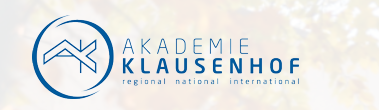 AKADEMIE
KLAUSENHOF
regional national international